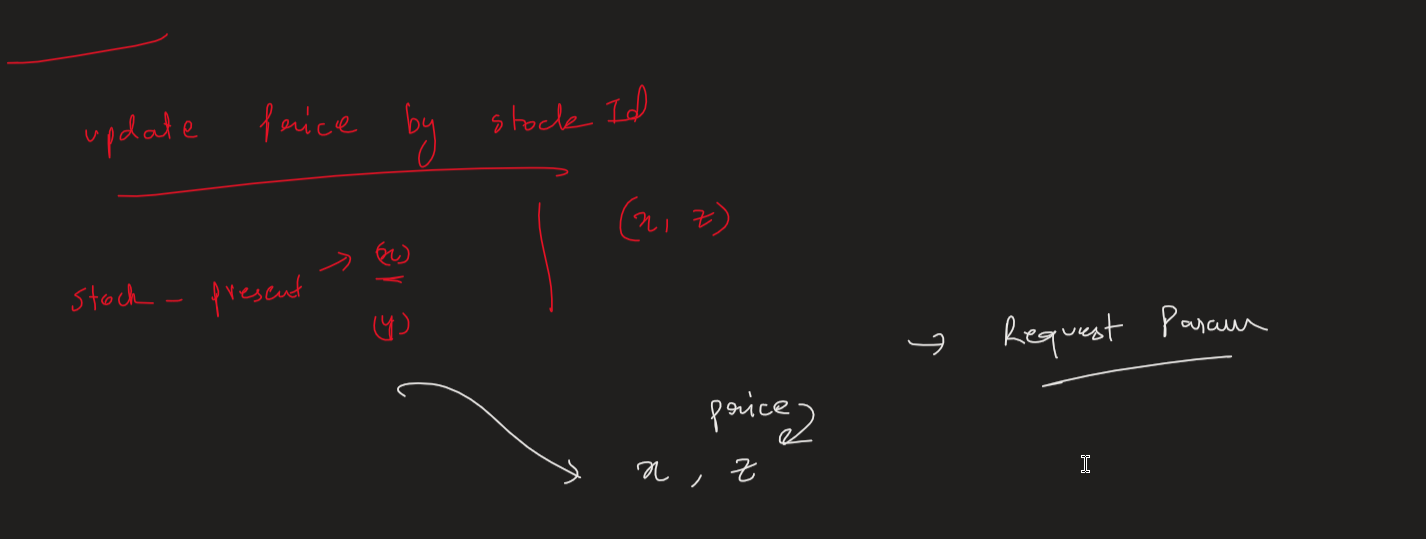 update price by stock Id
(x, z)
stock - present → (x)
(y)
→ Request Param
price
x , z